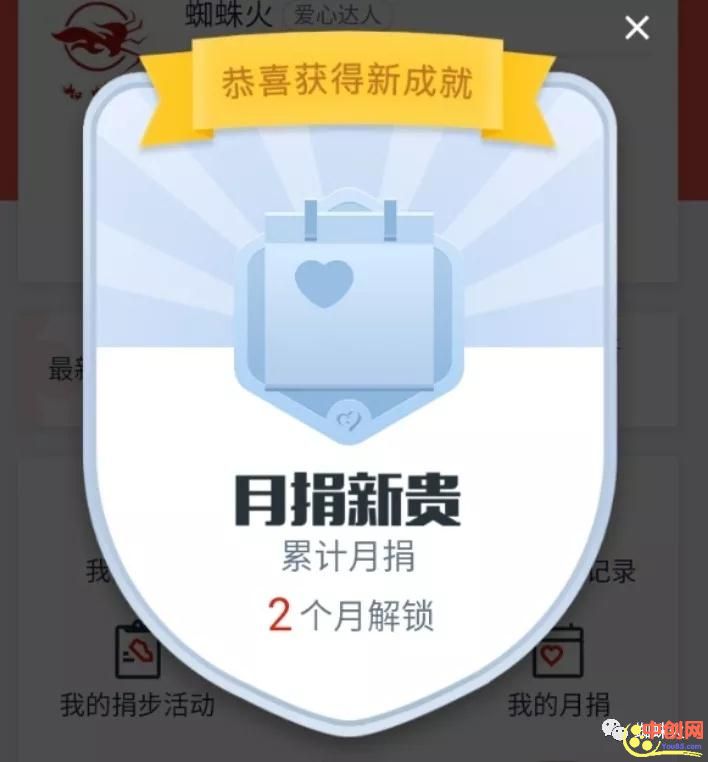 蜘蛛火 爱心达人
恭喜获得新成就
最新
月捐新贵
累计月捐
2个月解锁
我
记录
我的捐步活动
我的月捐
中创网
You85.com